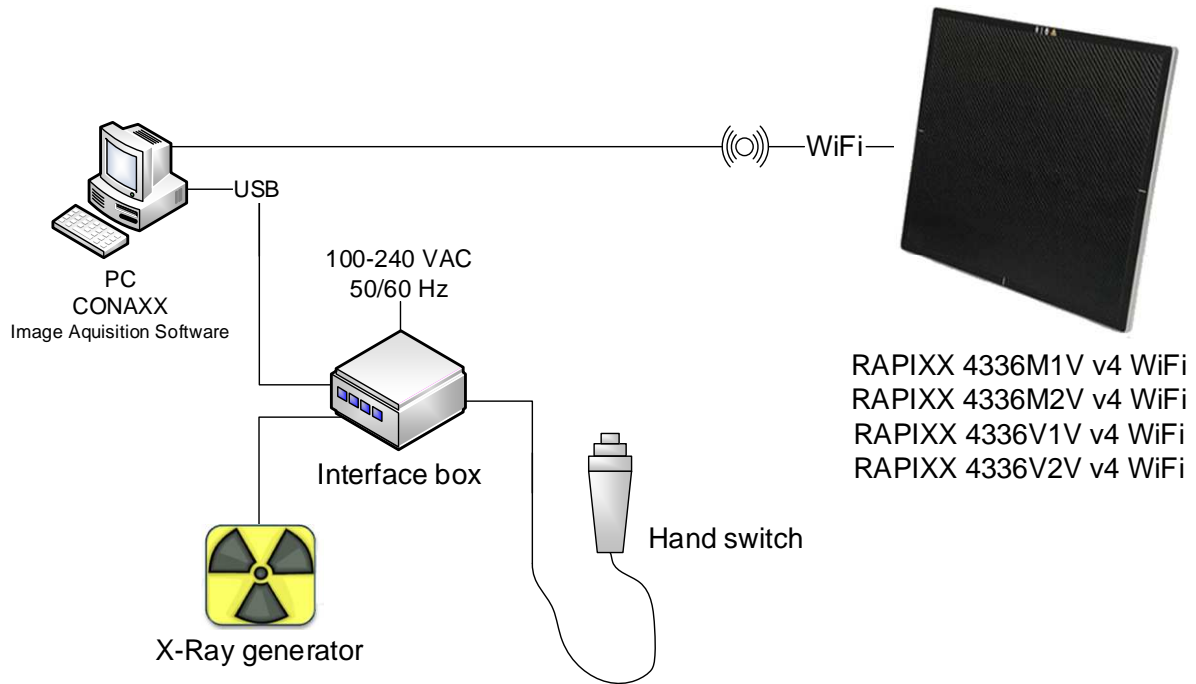 WiFi
USB
100-240 VAC
50/60 Hz
PC
CONAXX
Image Aquisition Software
Interface box
RAPIXX 4336M1V v4 WiFi
RAPIXX 4336M2V v4 WiFi
RAPIXX 4336V1V v4 WiFi
RAPIXX 4336V2V v4 WiFi
Hand switch
X-Ray generator